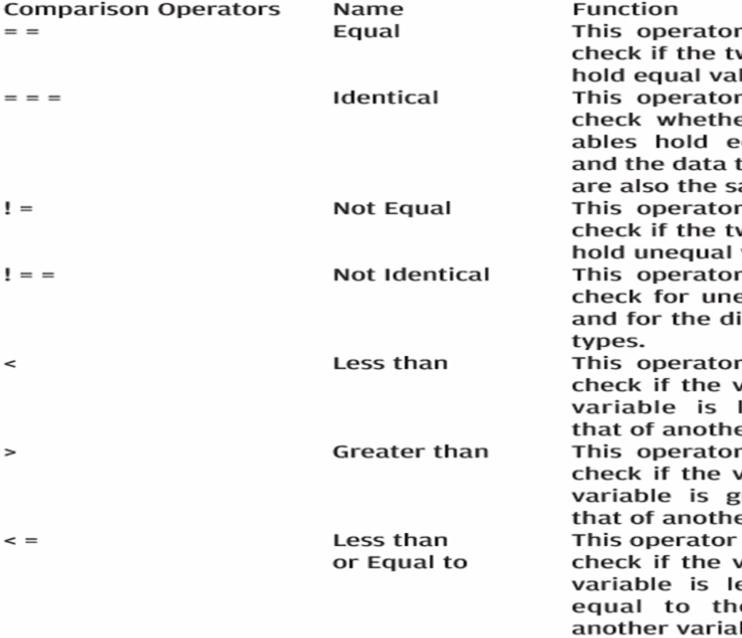 Comparison Operators Name Function
= = Equal This operator
check if the
hold equal
= = = Identical This operator
check
ables hold
and the data
are also the
! = Not Equal This operator
check if the
hold unequal
! = = Not Identical This operator
check for
and for the
types.
< Less than This operator
check if the
variable is
that of
> Greater than This operator
check if the
variable is
that of
< = Less than This operator
or Equal to check if the
variable is
equal to
another